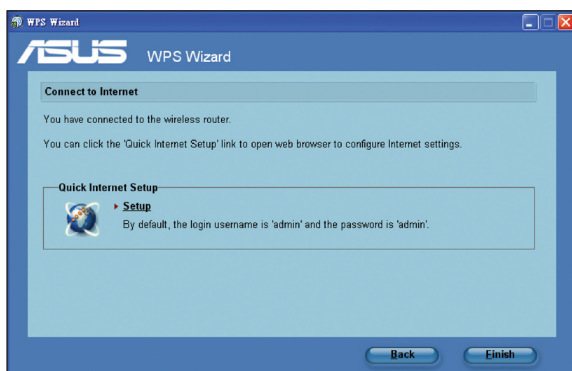 WPS Wizard
ASUS WPS Wizard
Connect to Internet
You have connected to the wireless router.
You can click the 'Quick Internet Setup' link to open web browser to configure Internet settings.
Quick Internet Setup
Setup
By default, the login username is 'admin' and the password is 'admin'.
Back Finish